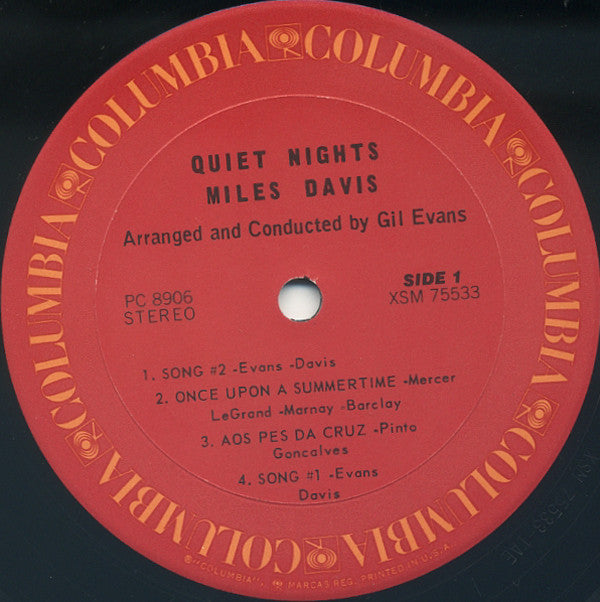 COLUMBIA COLUMBIA COLUMBIA COLUMBIA COLUMBIA COLUMBIA
QUIET NIGHTS
MILES DAVIS
Arranged and Conducted by Gil Evans
PC 8906
STEREO
SIDE 1
XSM 75533
1. SONG #2 -Evans -Davis
2. ONCE UPON A SUMMERTIME -Mercer
LeGrand -Marnay -Barclay
3. AOS PES DA CRUZ -Pinto
Goncalves
4. SONG #1 -Evans
Davis
®"COLUMBIA", MARCAS REG. PRINTED IN U.S.A.